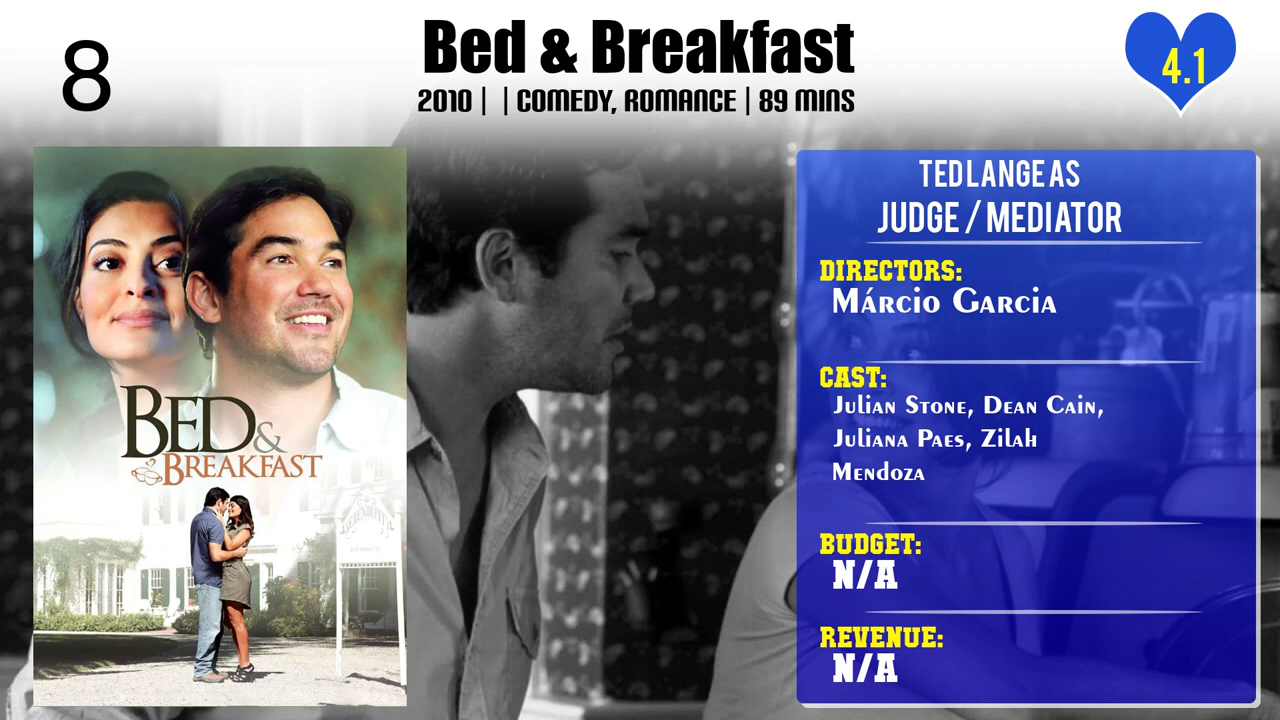 8
Bed & Breakfast
2010 | | COMEDY, ROMANCE | 89 MINS
4.1
TED LANGE AS
JUDGE / MEDIATOR
DIRECTORS:
Márcio Garcia
CAST:
Julian Stone, Dean Cain,
Juliana Paes, Zilah
Mendoza
BUDGET:
N/A
REVENUE:
N/A
BED &
BREAKFAST